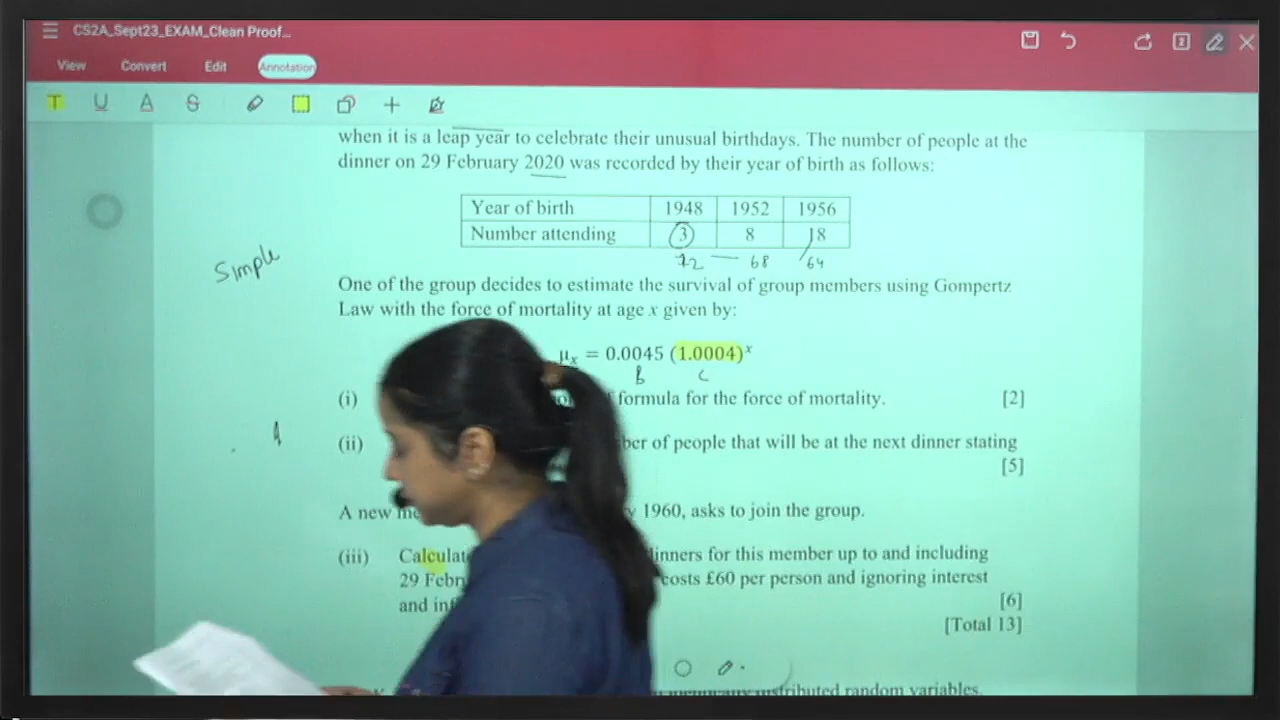 CS2A_Sept23_EXAM_Clean Proof...
View Convert Edit Annotation
T U A S
when it is a leap year to celebrate their unusual birthdays. The number of people at the
dinner on 29 February 2020 was recorded by their year of birth as follows:
Year of birth 1948 1952 1956
Number attending 3 8 18
72 68 64
Simple
One of the group decides to estimate the survival of group members using Gompertz
Law with the force of mortality at age x given by:
μx = 0.0045 (1.0004)^x
B C
(i) formula for the force of mortality. [2]
(ii) of people that will be at the next dinner stating
[5]
A new 1960, asks to join the group.
(iii) dinners for this member up to and including
29 costs £60 per person and ignoring interest
and [6]
[Total 13]
random variables.